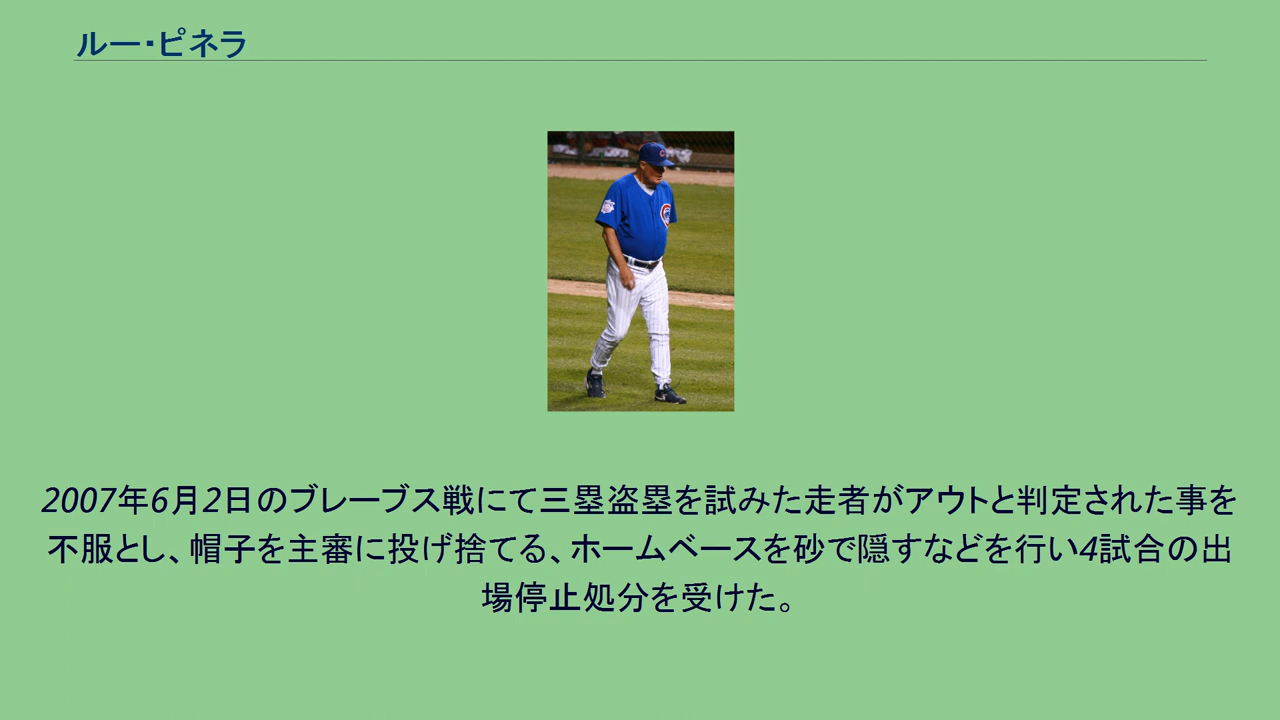 ルー・ピネラ
2007年6月2日のブレーブス戦にて三塁盗塁を試みた走者がアウトと判定された事を
不服とし、帽子を主審に投げ捨てる、ホームベースを砂で隠すなどを行い4試合の出
場停止処分を受けた。